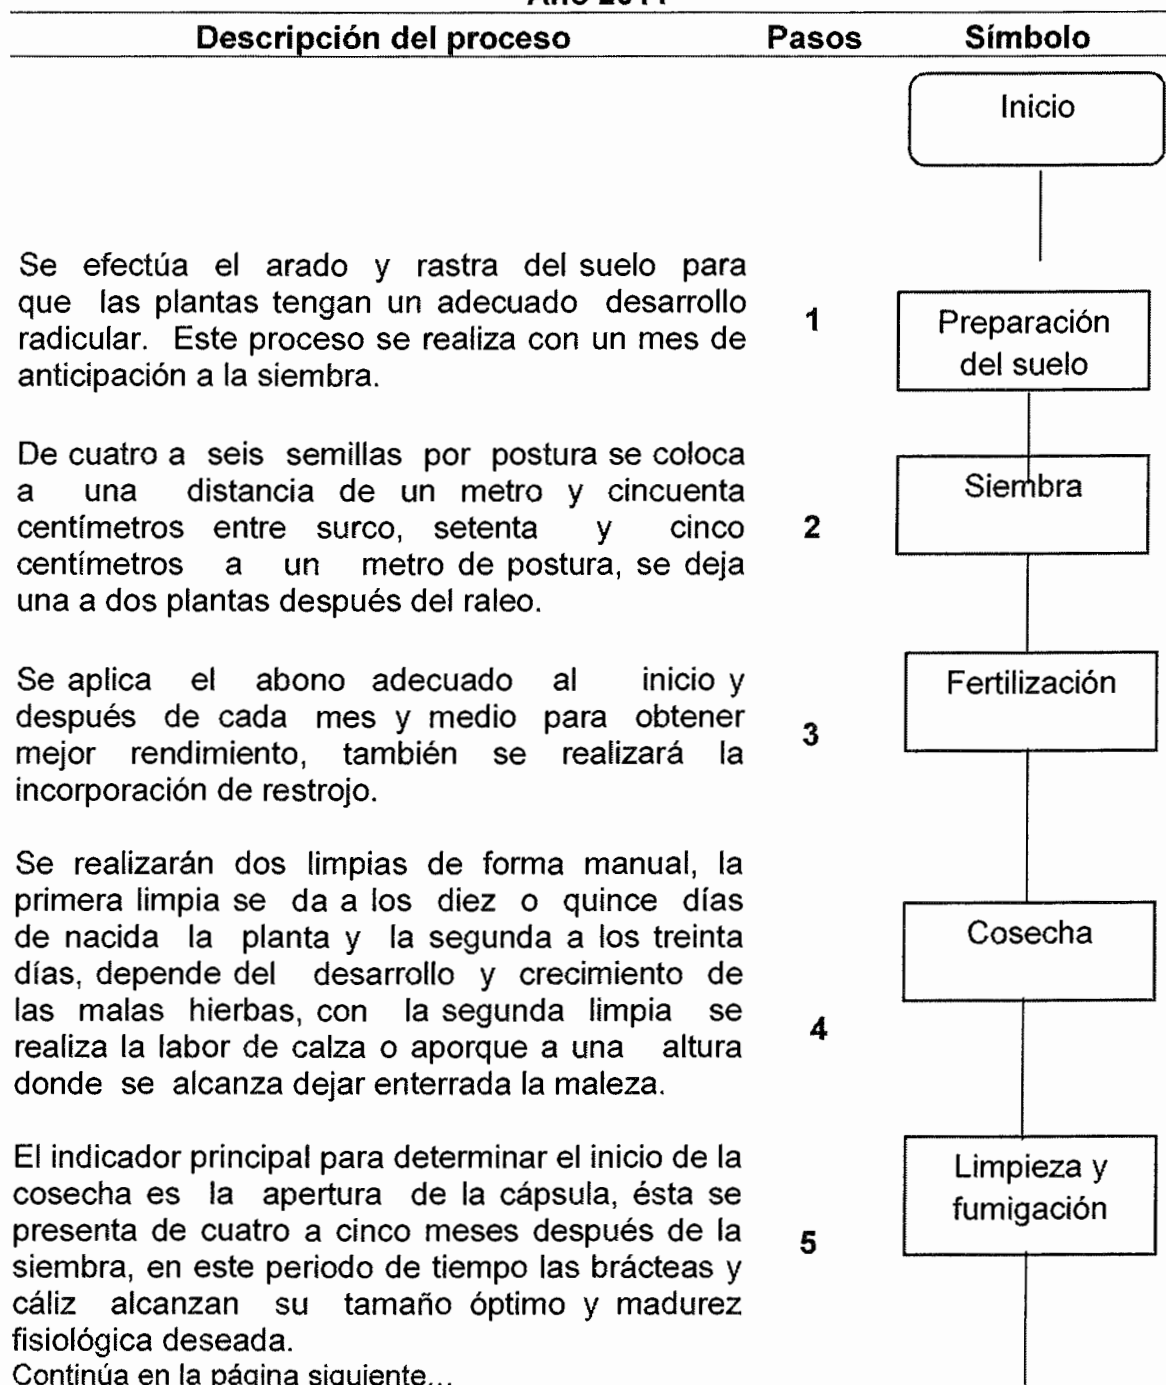 Descripción del proceso Pasos Símbolo
Inicio
Se efectúa el arado y rastra del suelo para
que las plantas tengan un adecuado desarrollo
radicular. Este proceso se realiza con un mes de
anticipación a la siembra.
1
Preparación
del suelo
De cuatro a seis semillas por postura se coloca
a una distancia de un metro y cincuenta
centímetros entre surco, setenta y cinco
centímetros a un metro de postura, se deja
una a dos plantas después del raleo.
2
Siembra
Se aplica el abono adecuado al inicio y
después de cada mes y medio para obtener
mejor rendimiento, también se realizará la
incorporación de restrojo.
3
Fertilización
Se realizarán dos limpias de forma manual, la
primera limpia se da a los diez o quince días
de nacida la planta y la segunda a los treinta
días, depende del desarrollo y crecimiento de
las malas hierbas, con la segunda limpia se
realiza la labor de calza o aporque a una altura
donde se alcanza dejar enterrada la maleza.
4
Cosecha
El indicador principal para determinar el inicio de la
cosecha es la apertura de la cápsula, ésta se
presenta de cuatro a cinco meses después de la
siembra, en este periodo de tiempo las brácteas y
cáliz alcanzan su tamaño óptimo y madurez
fisiológica deseada.
5
Limpieza y
fumigación
Continúa en la página siguiente...